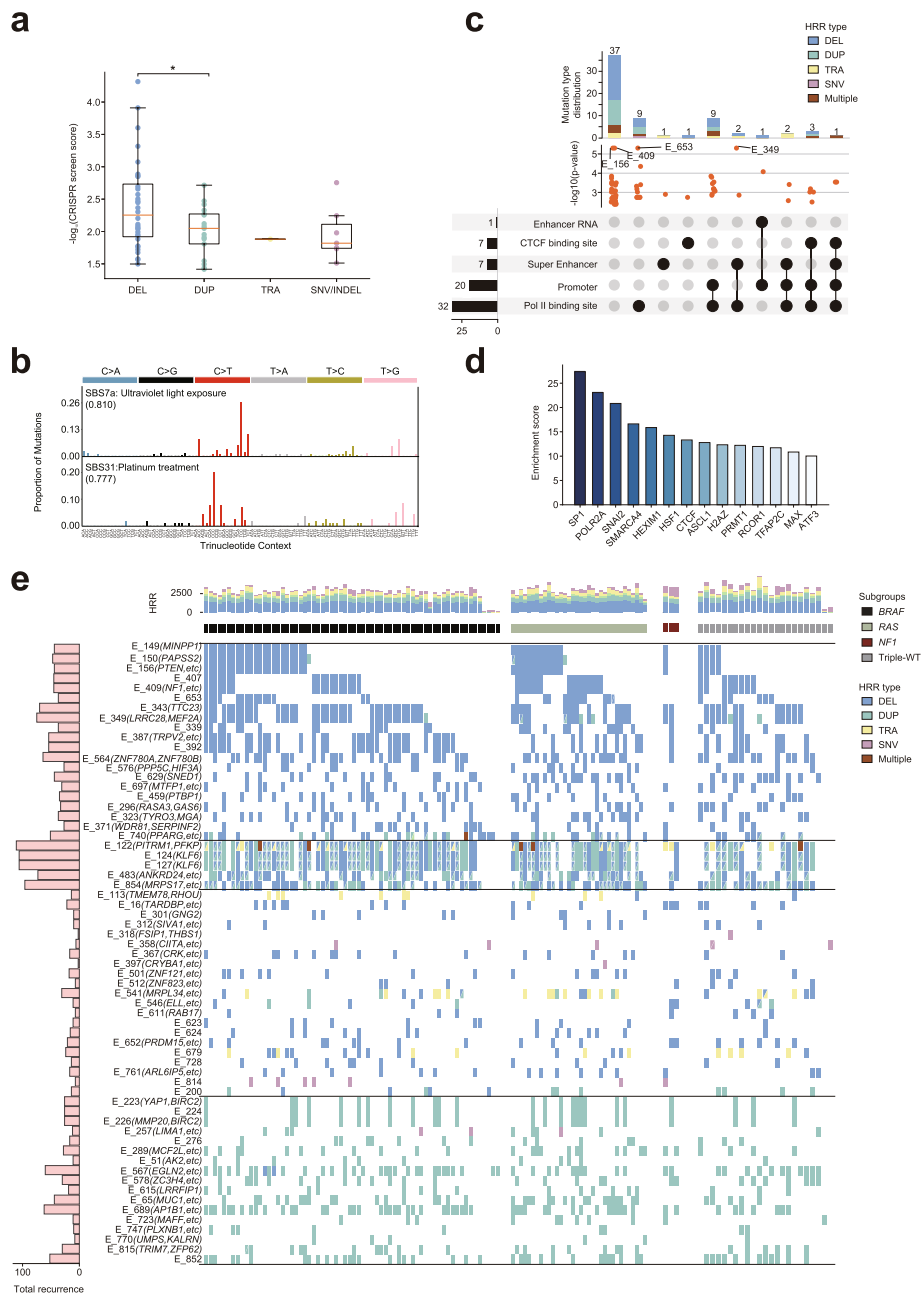 a
*
-log₂(CRISPR screen score)
4.0
3.5
3.0
2.5
2.0
1.5
DEL
DUP
TRA
SNV/INDEL
b
C>A
C>G
C>T
T>A
T>C
T>G
Proportion of Mutations
SBS7a: Ultraviolet light exposure
(0.810)
0.26
0.13
0.00
SBS31:Platinum treatment
(0.777)
0.20
0.10
0.00
Trinucleotide Context
c
HRR type
DEL
DUP
TRA
SNV
Multiple
Mutation type
distribution
37
9
1
1
9
2
1
2
3
1
20
0
-log10(p-value)
5
4
3
E_156
E_409
E_653
E_349
1
Enhancer RNA
7
CTCF binding site
7
Super Enhancer
20
Promoter
32
Pol II binding site
25
0
d
Enrichment score
25
20
15
10
5
0
SP1
POLR2A
SNAI2
SMARCA4
HEXIM1
HSF1
CTCF
ASCL1
H2AZ
PRMT1
RCOR1
TFAP2C
MAX
ATF3
e
HRR
2500
0
Subgroups
BRAF
RAS
NF1
Triple-WT
HRR type
DEL
DUP
TRA
SNV
Multiple
E_149(MINPP1)
E_150(PAPSS2)
E_156(PTEN,etc)
E_407
E_409(NF1,etc)
E_653
E_343(TTC23)
E_349(LRRC28,MEF2A)
E_339
E_387(TRPV2,etc)
E_392
E_564(ZNF780A,ZNF780B)
E_576(PPP5C,HIF3A)
E_629(SNED1)
E_697(MTFP1,etc)
E_459(PTBP1)
E_296(RASA3,GAS6)
E_323(TYRO3,MGA)
E_371(WDR81,SERPINF2)
E_740(PPARG,etc)
E_122(PITRM1,PFKP)
E_124(KLF6)
E_127(KLF6)
E_483(ANKRD24,etc)
E_854(MRPS17,etc)
E_113(TMEM78,RHOU)
E_16(TARDBP,etc)
E_301(GNG2)
E_312(SIVA1,etc)
E_318(FSIP1,THBS1)
E_358(CIITA,etc)
E_367(CRK,etc)
E_397(CRYBA1,etc)
E_501(ZNF121,etc)
E_512(ZNF823,etc)
E_541(MRPL34,etc)
E_546(ELL,etc)
E_611(RAB17)
E_623
E_624
E_652(PRDM15,etc)
E_679
E_728
E_761(ARL6IP5,etc)
E_814
E_200
E_223(YAP1,BIRC2)
E_224
E_226(MMP20,BIRC2)
E_257(LIMA1,etc)
E_276
E_289(MCF2L,etc)
E_51(AK2,etc)
E_567(EGLN2,etc)
E_578(ZC3H4,etc)
E_615(LRRFIP1)
E_65(MUC1,etc)
E_689(AP1B1,etc)
E_723(MAFF,etc)
E_747(PLXNB1,etc)
E_770(UMPS,KALRN)
E_815(TRIM7,ZFP62)
E_852
100
0
Total recurrence